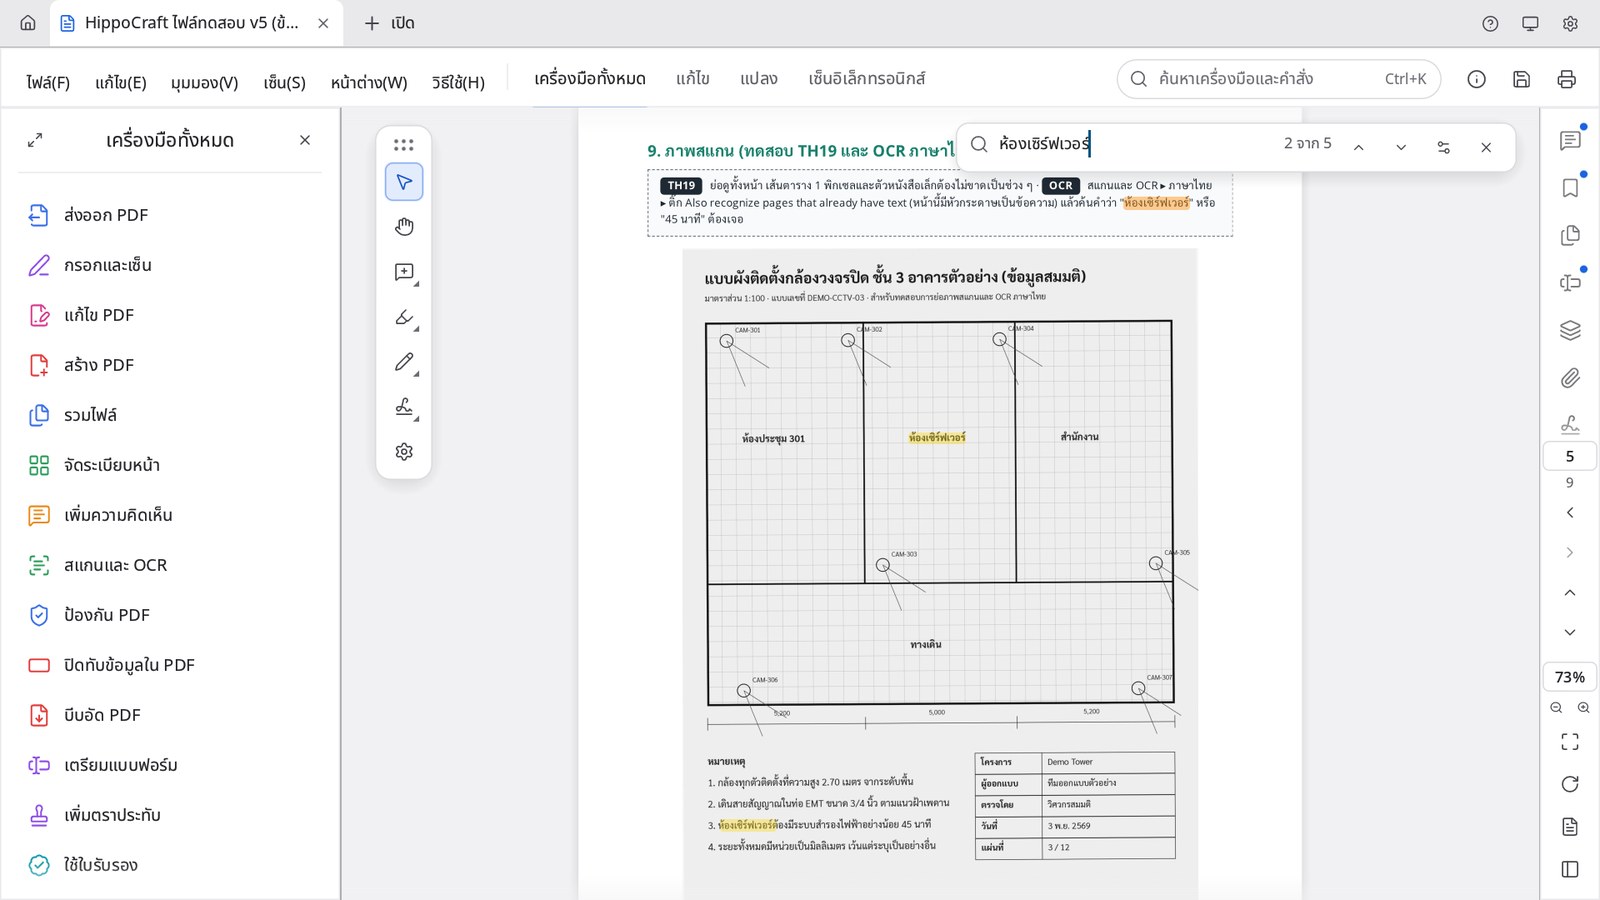 HippoCraft ไฟล์ทดสอบ v5 (ข้...
เปิด
ไฟล์(F) แก้ไข(E) มุมมอง(V) เซ็น(S) หน้าต่าง(W) วิธีใช้(H) เครื่องมือทั้งหมด แก้ไข แปลง เซ็นอิเล็กทรอนิกส์ ค้นหาเครื่องมือและคำสั่ง Ctrl+K
เครื่องมือทั้งหมด
ส่งออก PDF
กรอกและเซ็น
แก้ไข PDF
สร้าง PDF
รวมไฟล์
จัดระเบียบหน้า
เพิ่มความคิดเห็น
สแกนและ OCR
ป้องกัน PDF
ปิดทับข้อมูลใน PDF
บีบอัด PDF
เตรียมแบบฟอร์ม
เพิ่มตราประทับ
ใช้ใบรับรอง
ห้องเซิร์ฟเวอร์ 2 จาก 5
9. ภาพสแกน (ทดสอบ TH19 และ OCR ภาษาไ
TH19 ย่อดูทั้งหน้า เส้นตาราง 1 พิกเซลและตัวหนังสือเล็กต้องไม่ขาดเป็นช่วง ๆ · OCR สแกนและ OCR ▸ ภาษาไทย
▸ ติ๊ก Also recognize pages that already have text (หน้านี้มีหัวกระดาษเป็นข้อความ) แล้วค้นคำว่า "ห้องเซิร์ฟเวอร์" หรือ
"45 นาที" ต้องเจอ
แบบผังติดตั้งกล้องวงจรปิด ชั้น 3 อาคารตัวอย่าง (ข้อมูลสมมติ)
มาตราส่วน 1:100 · แบบเลขที่ DEMO-CCTV-03 · สำหรับทดสอบการย่อภาพสแกนและ OCR ภาษาไทย
CAM-301
CAM-302
CAM-304
ห้องประชุม 301
ห้องเซิร์ฟเวอร์
สำนักงาน
CAM-303
CAM-305
ทางเดิน
CAM-306
CAM-307
5,200
5,000
5,200
หมายเหตุ
1. กล้องทุกตัวติดตั้งที่ความสูง 2.70 เมตร จากระดับพื้น
2. เดินสายสัญญาณในท่อ EMT ขนาด 3/4 นิ้ว ตามแนวฝ้าเพดาน
3. ห้องเซิร์ฟเวอร์ต้องมีระบบสำรองไฟฟ้าอย่างน้อย 45 นาที
4. ระยะทั้งหมดมีหน่วยเป็นมิลลิเมตร เว้นแต่ระบุเป็นอย่างอื่น
โครงการ Demo Tower
ผู้ออกแบบ ทีมออกแบบตัวอย่าง
ตรวจโดย วิศวกรสมมติ
วันที่ 3 พ.ย. 2569
แผ่นที่ 3 / 12
5
9
73%